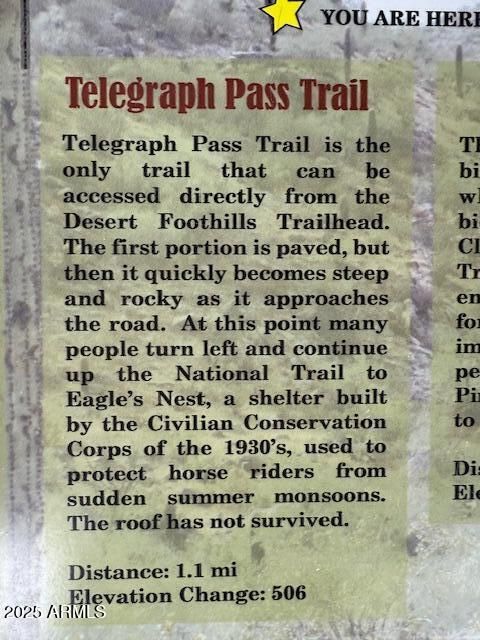 YOU ARE HERE
Telegraph Pass Trail
Telegraph Pass Trail is the
only trail that can be
accessed directly from the
Desert Foothills Trailhead.
The first portion is paved, but
then it quickly becomes steep
and rocky as it approaches
the road. At this point many
people turn left and continue
up the National Trail to
Eagle's Nest, a shelter built
by the Civilian Conservation
Corps of the 1930's, used to
protect horse riders from
sudden summer monsoons.
The roof has not survived.
Distance: 1.1 mi
Elevation Change: 506
2025 ARMLS